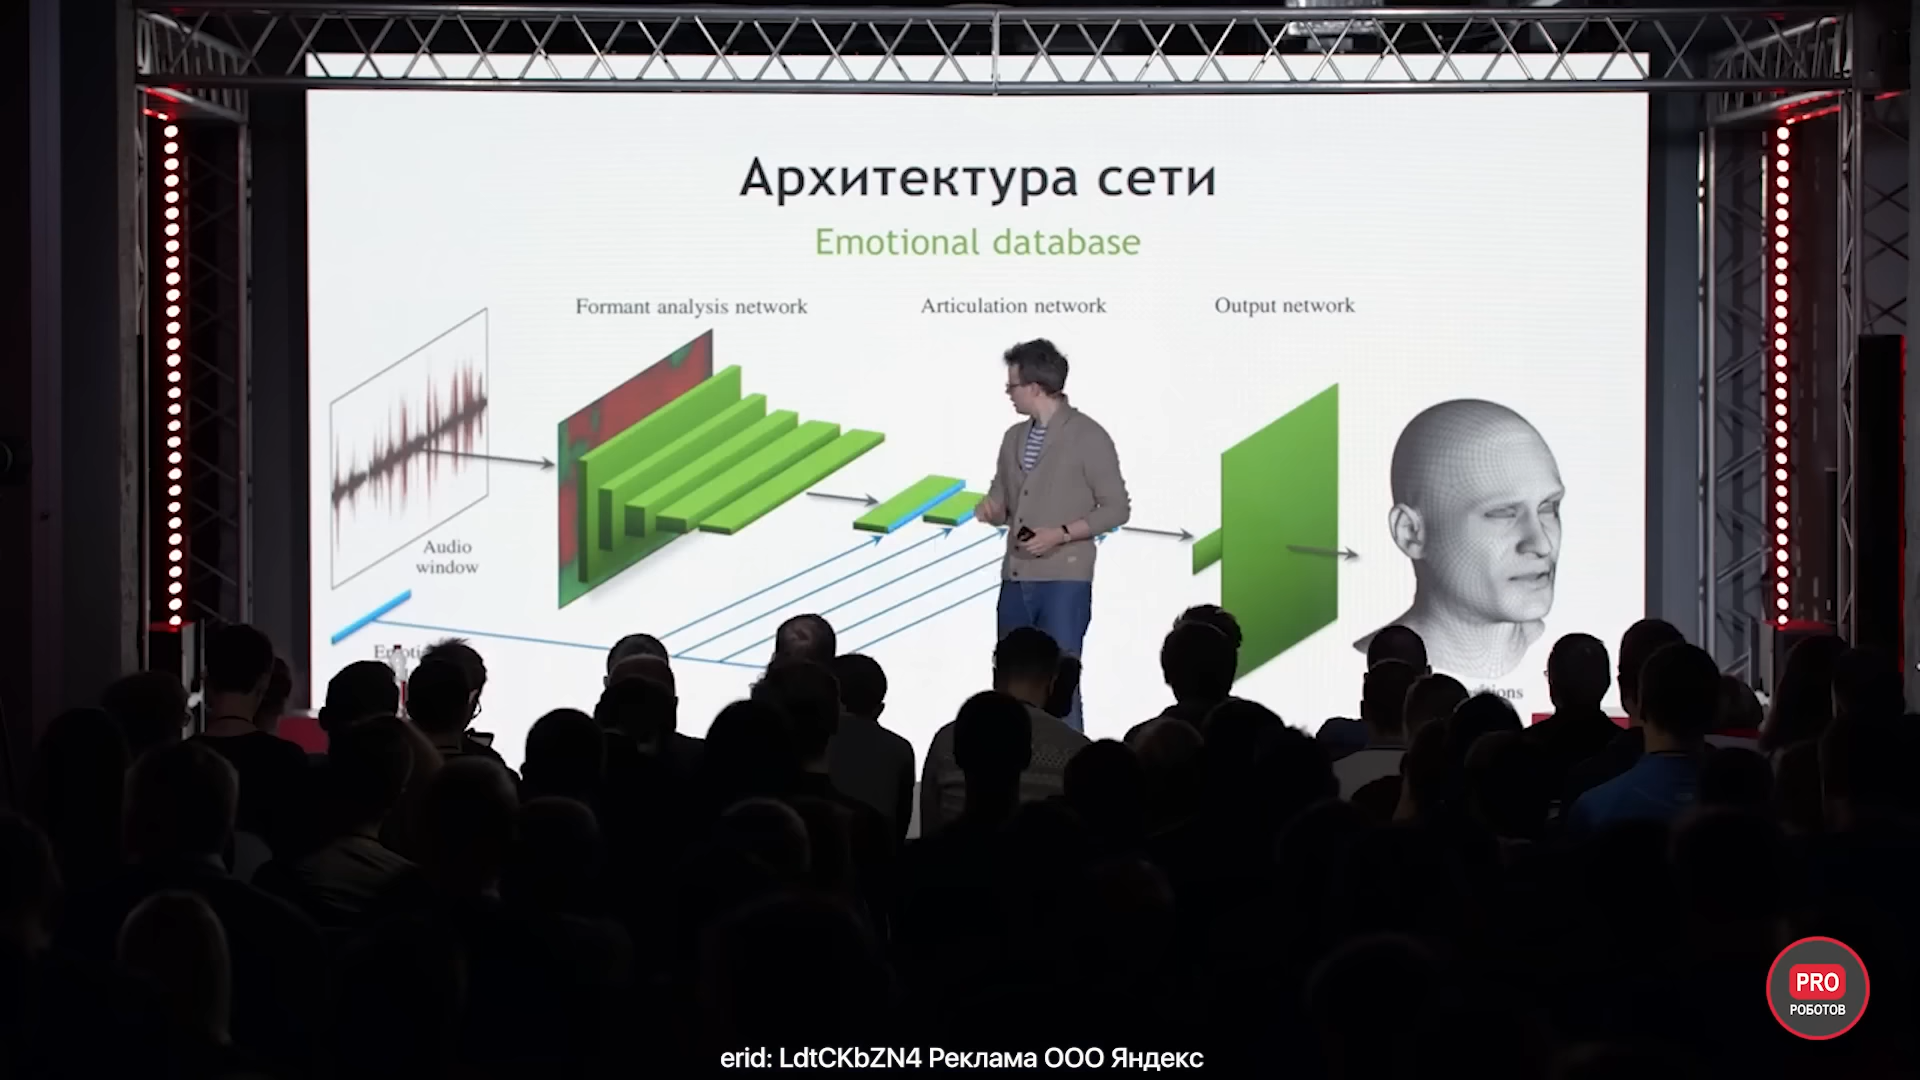 Архитектура сети
Emotional database
Formant analysis network
Articulation network
Output network
Audio
window
PRO
РОБОТОВ
erid: LdtCKbZN4 Реклама ООО Яндекс